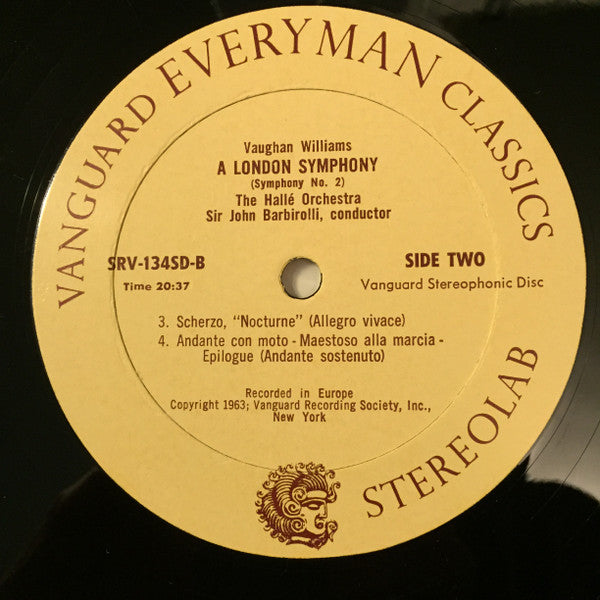 VANGUARD EVERYMAN CLASSICS
Vaughan Williams
A LONDON SYMPHONY
(Symphony No. 2)
The Hallé Orchestra
Sir John Barbirolli, conductor
SRV-134SD-B
Time 20:37
SIDE TWO
Vanguard Stereophonic Disc
3. Scherzo, "Nocturne" (Allegro vivace)
4. Andante con moto - Maestoso alla marcia -
Epilogue (Andante sostenuto)
Recorded in Europe
Copyright 1963; Vanguard Recording Society, Inc.,
New York
STEREOLAB